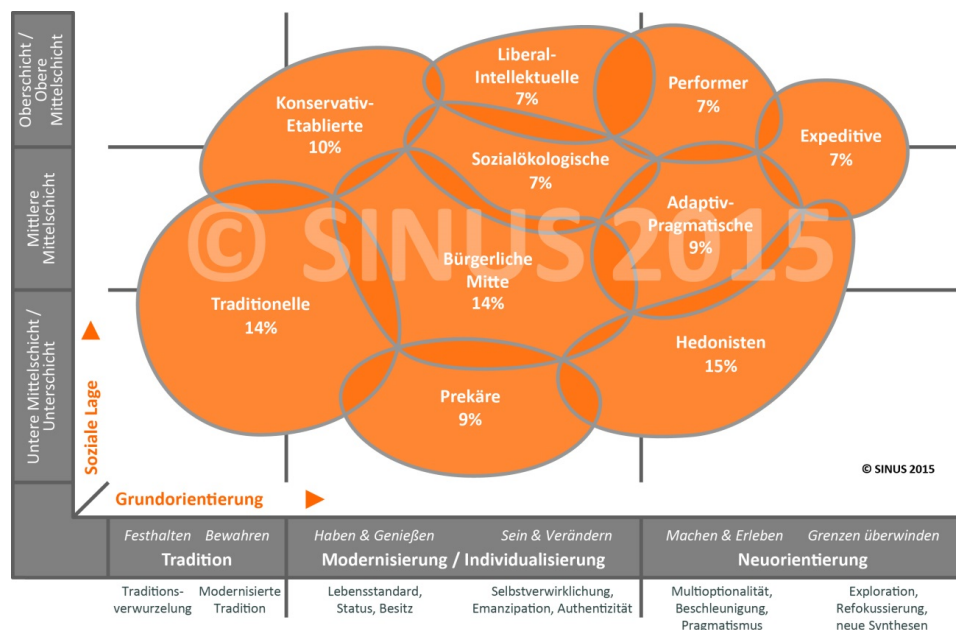 Oberschicht /
Obere
Mittelschicht
Mittlere
Mittelschicht
Untere Mittelschicht /
Unterschicht
Soziale Lage
Konservativ-
Etablierte
10%
Liberal-
Intellektuelle
7%
Performer
7%
Expeditive
7%
Sozialökologische
7%
Adaptiv-
Pragmatische
9%
© SINUS 2015
Traditionelle
14%
Bürgerliche
Mitte
14%
Hedonisten
15%
Prekäre
9%
© SINUS 2015
Grundorientierung
Festhalten Bewahren
Tradition
Haben & Genießen Sein & Verändern
Modernisierung / Individualisierung
Machen & Erleben Grenzen überwinden
Neuorientierung
Traditions-
verwurzelung
Modernisierte
Tradition
Lebensstandard,
Status, Besitz
Selbstverwirklichung,
Emanzipation, Authentizität
Multioptionalität,
Beschleunigung,
Pragmatismus
Exploration,
Refokussierung,
neue Synthesen